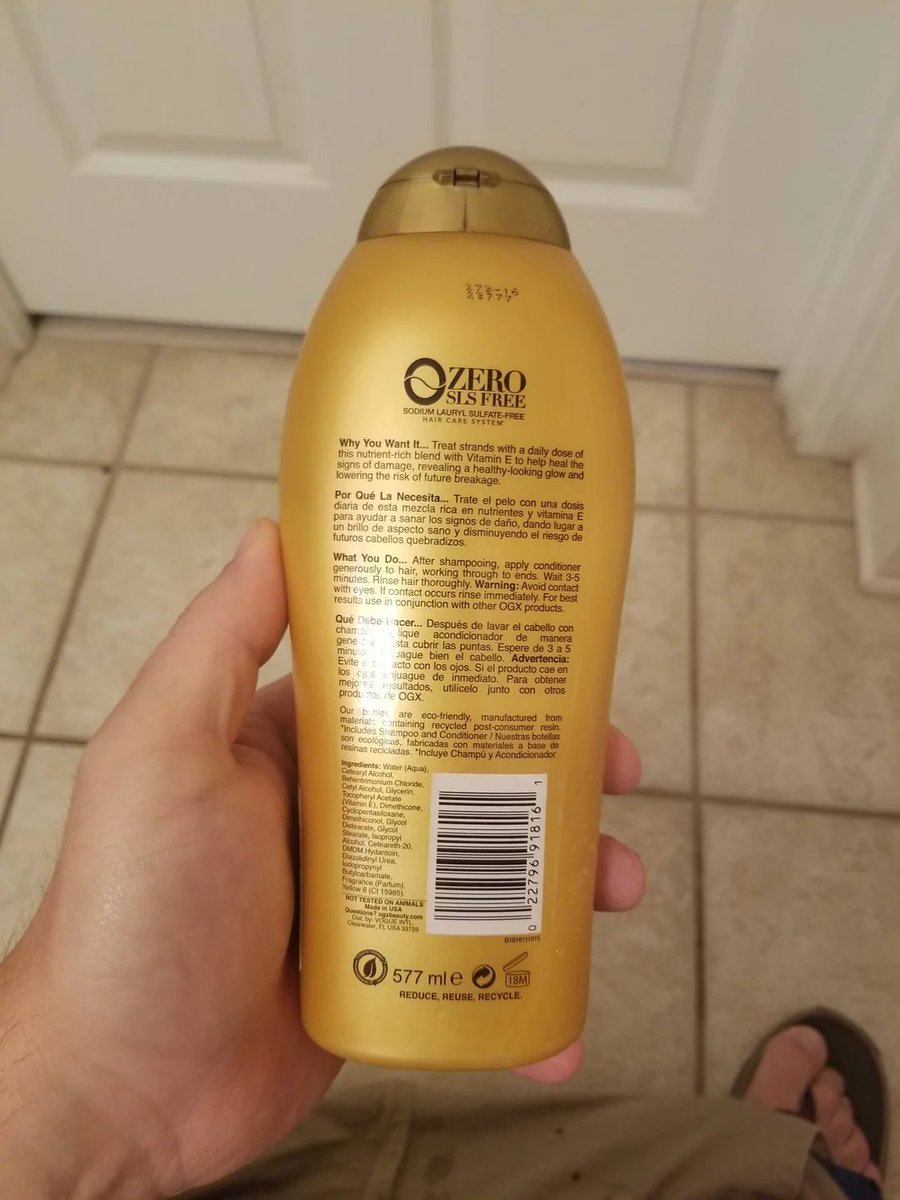 272-16
23777
ZERO
SLS FREE
SODIUM LAURYL SULFATE-FREE
HAIR CARE SYSTEM™
Why You Want It... Treat strands with a daily dose of
this nutrient-rich blend with Vitamin E to help heal the
signs of damage, revealing a healthy-looking glow and
lowering the risk of future breakage.
Por Qué La Necesita... Trate el pelo con una dosis
diaria de esta mezcla rica en nutrientes y vitamina E
para ayudar a sanar los signos de daño, dando lugar a
un brillo de aspecto sano y disminuyendo el riesgo de
futuros cabellos quebradizos.
What You Do... After shampooing, apply conditioner
generously to hair, working through to ends. Wait 3-5
minutes. Rinse hair thoroughly. Warning: Avoid contact
with eyes. If contact occurs rinse immediately. For best
results use in conjunction with other OGX products.
Qué Debe Hacer... Después de lavar el cabello con
acondicionador de manera
hasta cubrir las puntas. Espere de 3 a 5
bien el cabello. Advertencia:
Evite el contacto con los ojos. Si el producto cae en
los ojos enjuague de inmediato. Para obtener
mejores resultados, utilícelo junto con otros
productos de OGX.
Our bottles are eco-friendly, manufactured from
materials containing recycled post-consumer resin.
*Includes Shampoo and Conditioner / Nuestras botellas
son ecológicas, fabricadas con materiales a base de
resinas recicladas. *Incluye Champú y Acondicionador
Ingredients: Water (Aqua),
Cetearyl Alcohol,
Behentrimonium Chloride,
Cetyl Alcohol, Glycerin,
Tocopheryl Acetate
(Vitamin E), Dimethicone,
Cyclopentasiloxane,
Dimethiconol, Glycol
Distearate, Glycol
Stearate, Isopropyl
Alcohol, Ceteareth-20,
DMDM Hydantoin,
Diazolidinyl Urea,
Iodopropynyl
Butylcarbamate,
Fragrance (Parfum),
Yellow 6 (CI 15985).
NOT TESTED ON ANIMALS
Made in USA
Questions? ogxbeauty.com
Dist. by: VOGUE INTL.
Clearwater, FL USA 33759
0 22796 91816 1
B1816111915
577 ml e
18M
REDUCE, REUSE, RECYCLE.